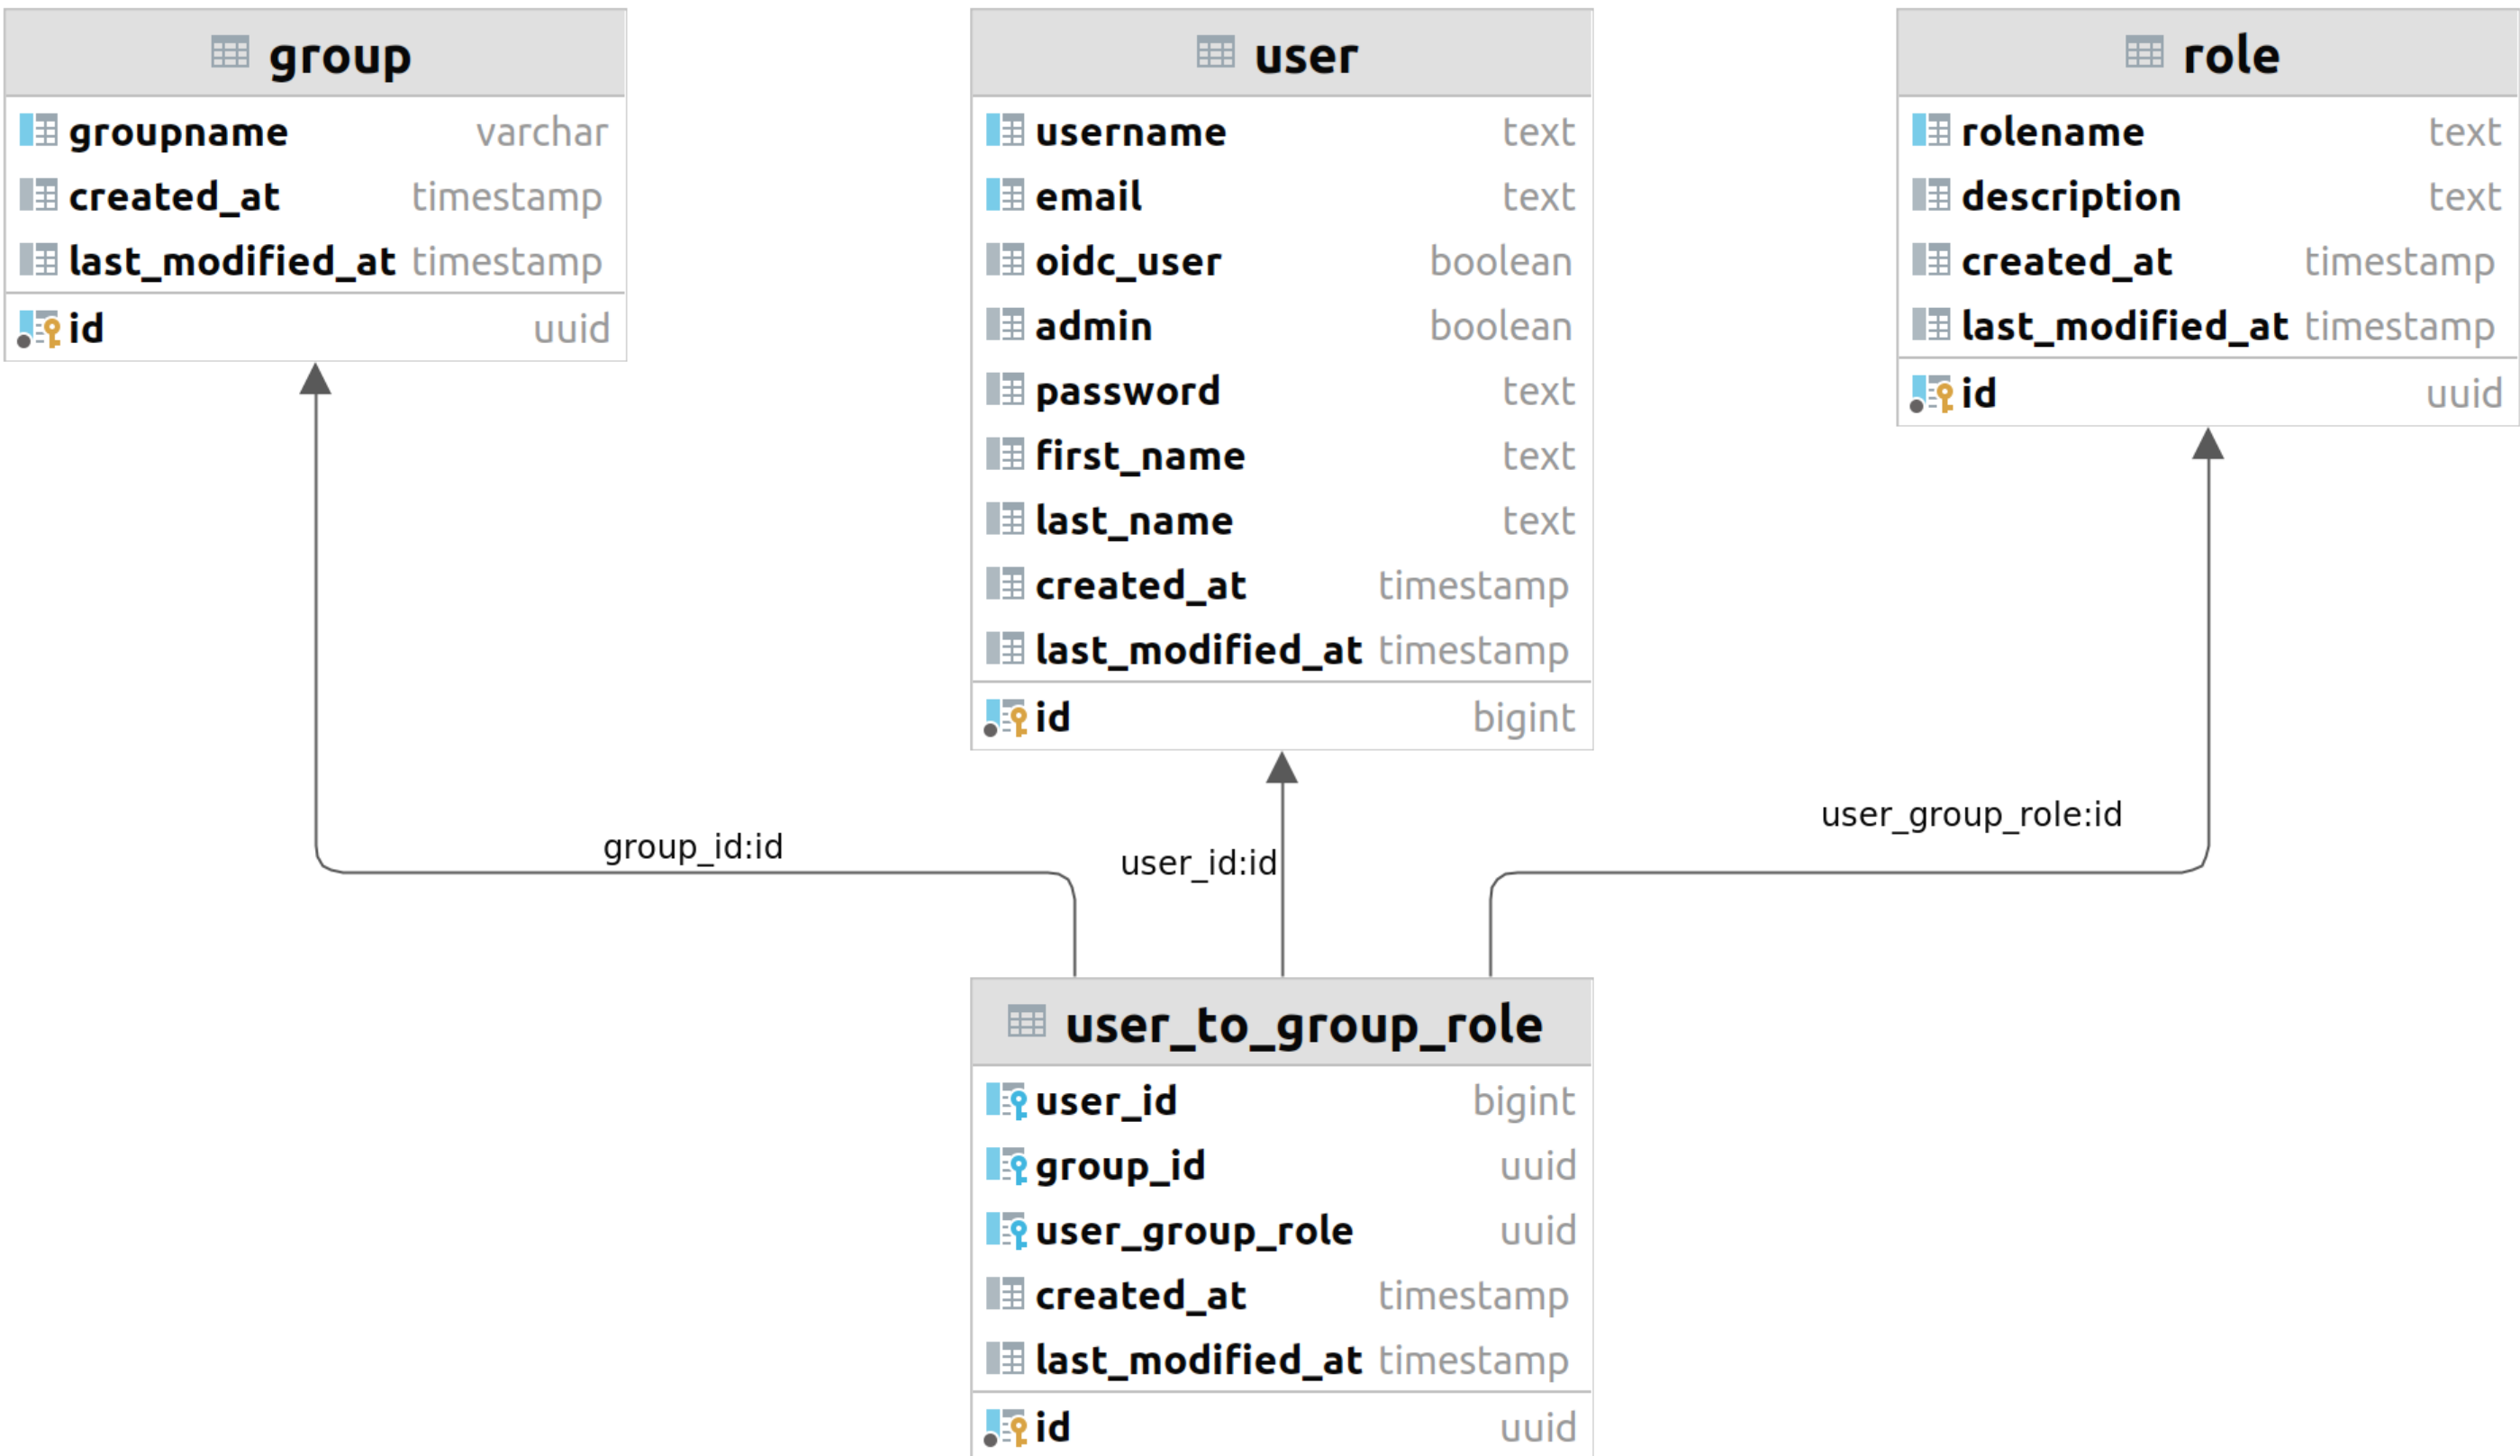 group
groupname varchar
created_at timestamp
last_modified_at timestamp
id uuid
user
username text
email text
oidc_user boolean
admin boolean
password text
first_name text
last_name text
created_at timestamp
last_modified_at timestamp
id bigint
role
rolename text
description text
created_at timestamp
last_modified_at timestamp
id uuid
group_id:id
user_id:id
user_group_role:id
user_to_group_role
user_id bigint
group_id uuid
user_group_role uuid
created_at timestamp
last_modified_at timestamp
id uuid